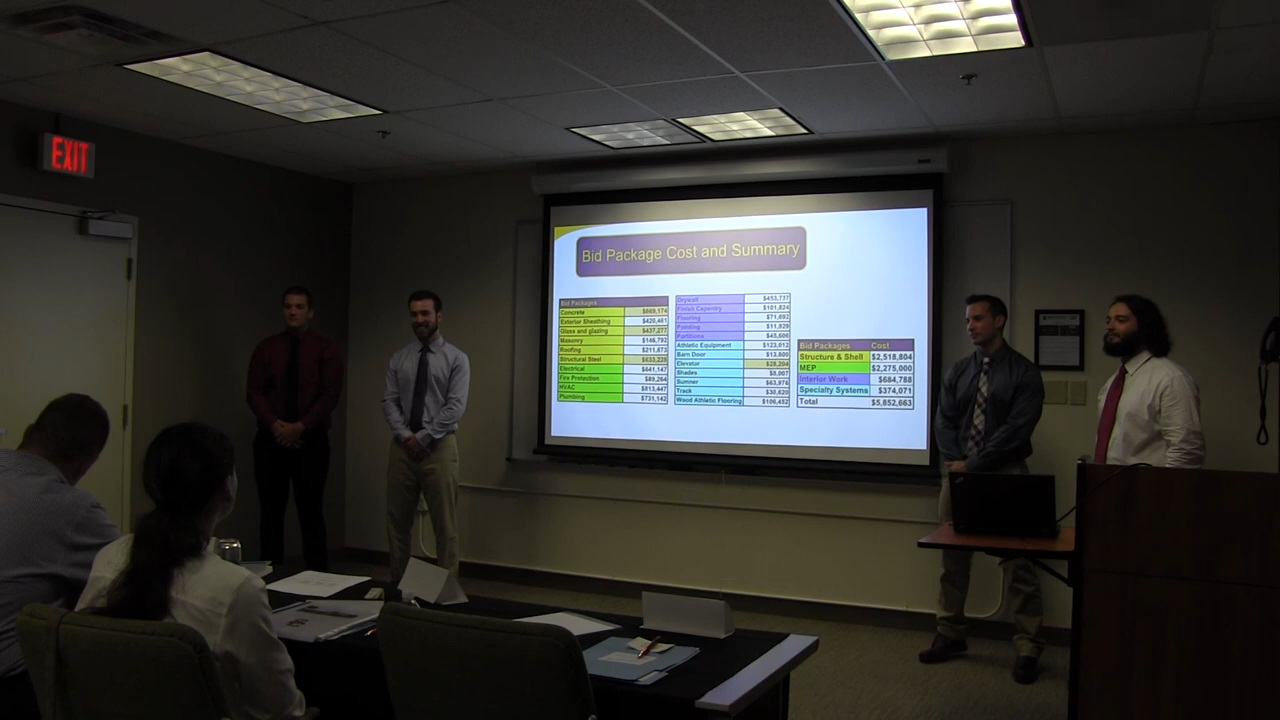 EXIT
Bid Package Cost and Summary
Bid Packages
Concrete $669,174
Exterior Sheathing $420,461
Glass and glazing $437,277
Masonry $146,792
Roofing $211,873
Structural Steel $633,228
Electrical $641,147
Fire Protection $89,264
HVAC $813,447
Plumbing $731,142
Drywall $453,737
Finish Capentry $101,824
Flooring $71,692
Painting $11,929
Partitions $45,606
Athletic Equipment $123,012
Barn Door $13,800
Elevator $28,204
Shades $8,007
Sumner $63,976
Track $30,620
Wood Athletic Flooring $106,452
Bid Packages Cost
Structure & Shell $2,518,804
MEP $2,275,000
Interior Work $684,788
Specialty Systems $374,071
Total $5,852,663